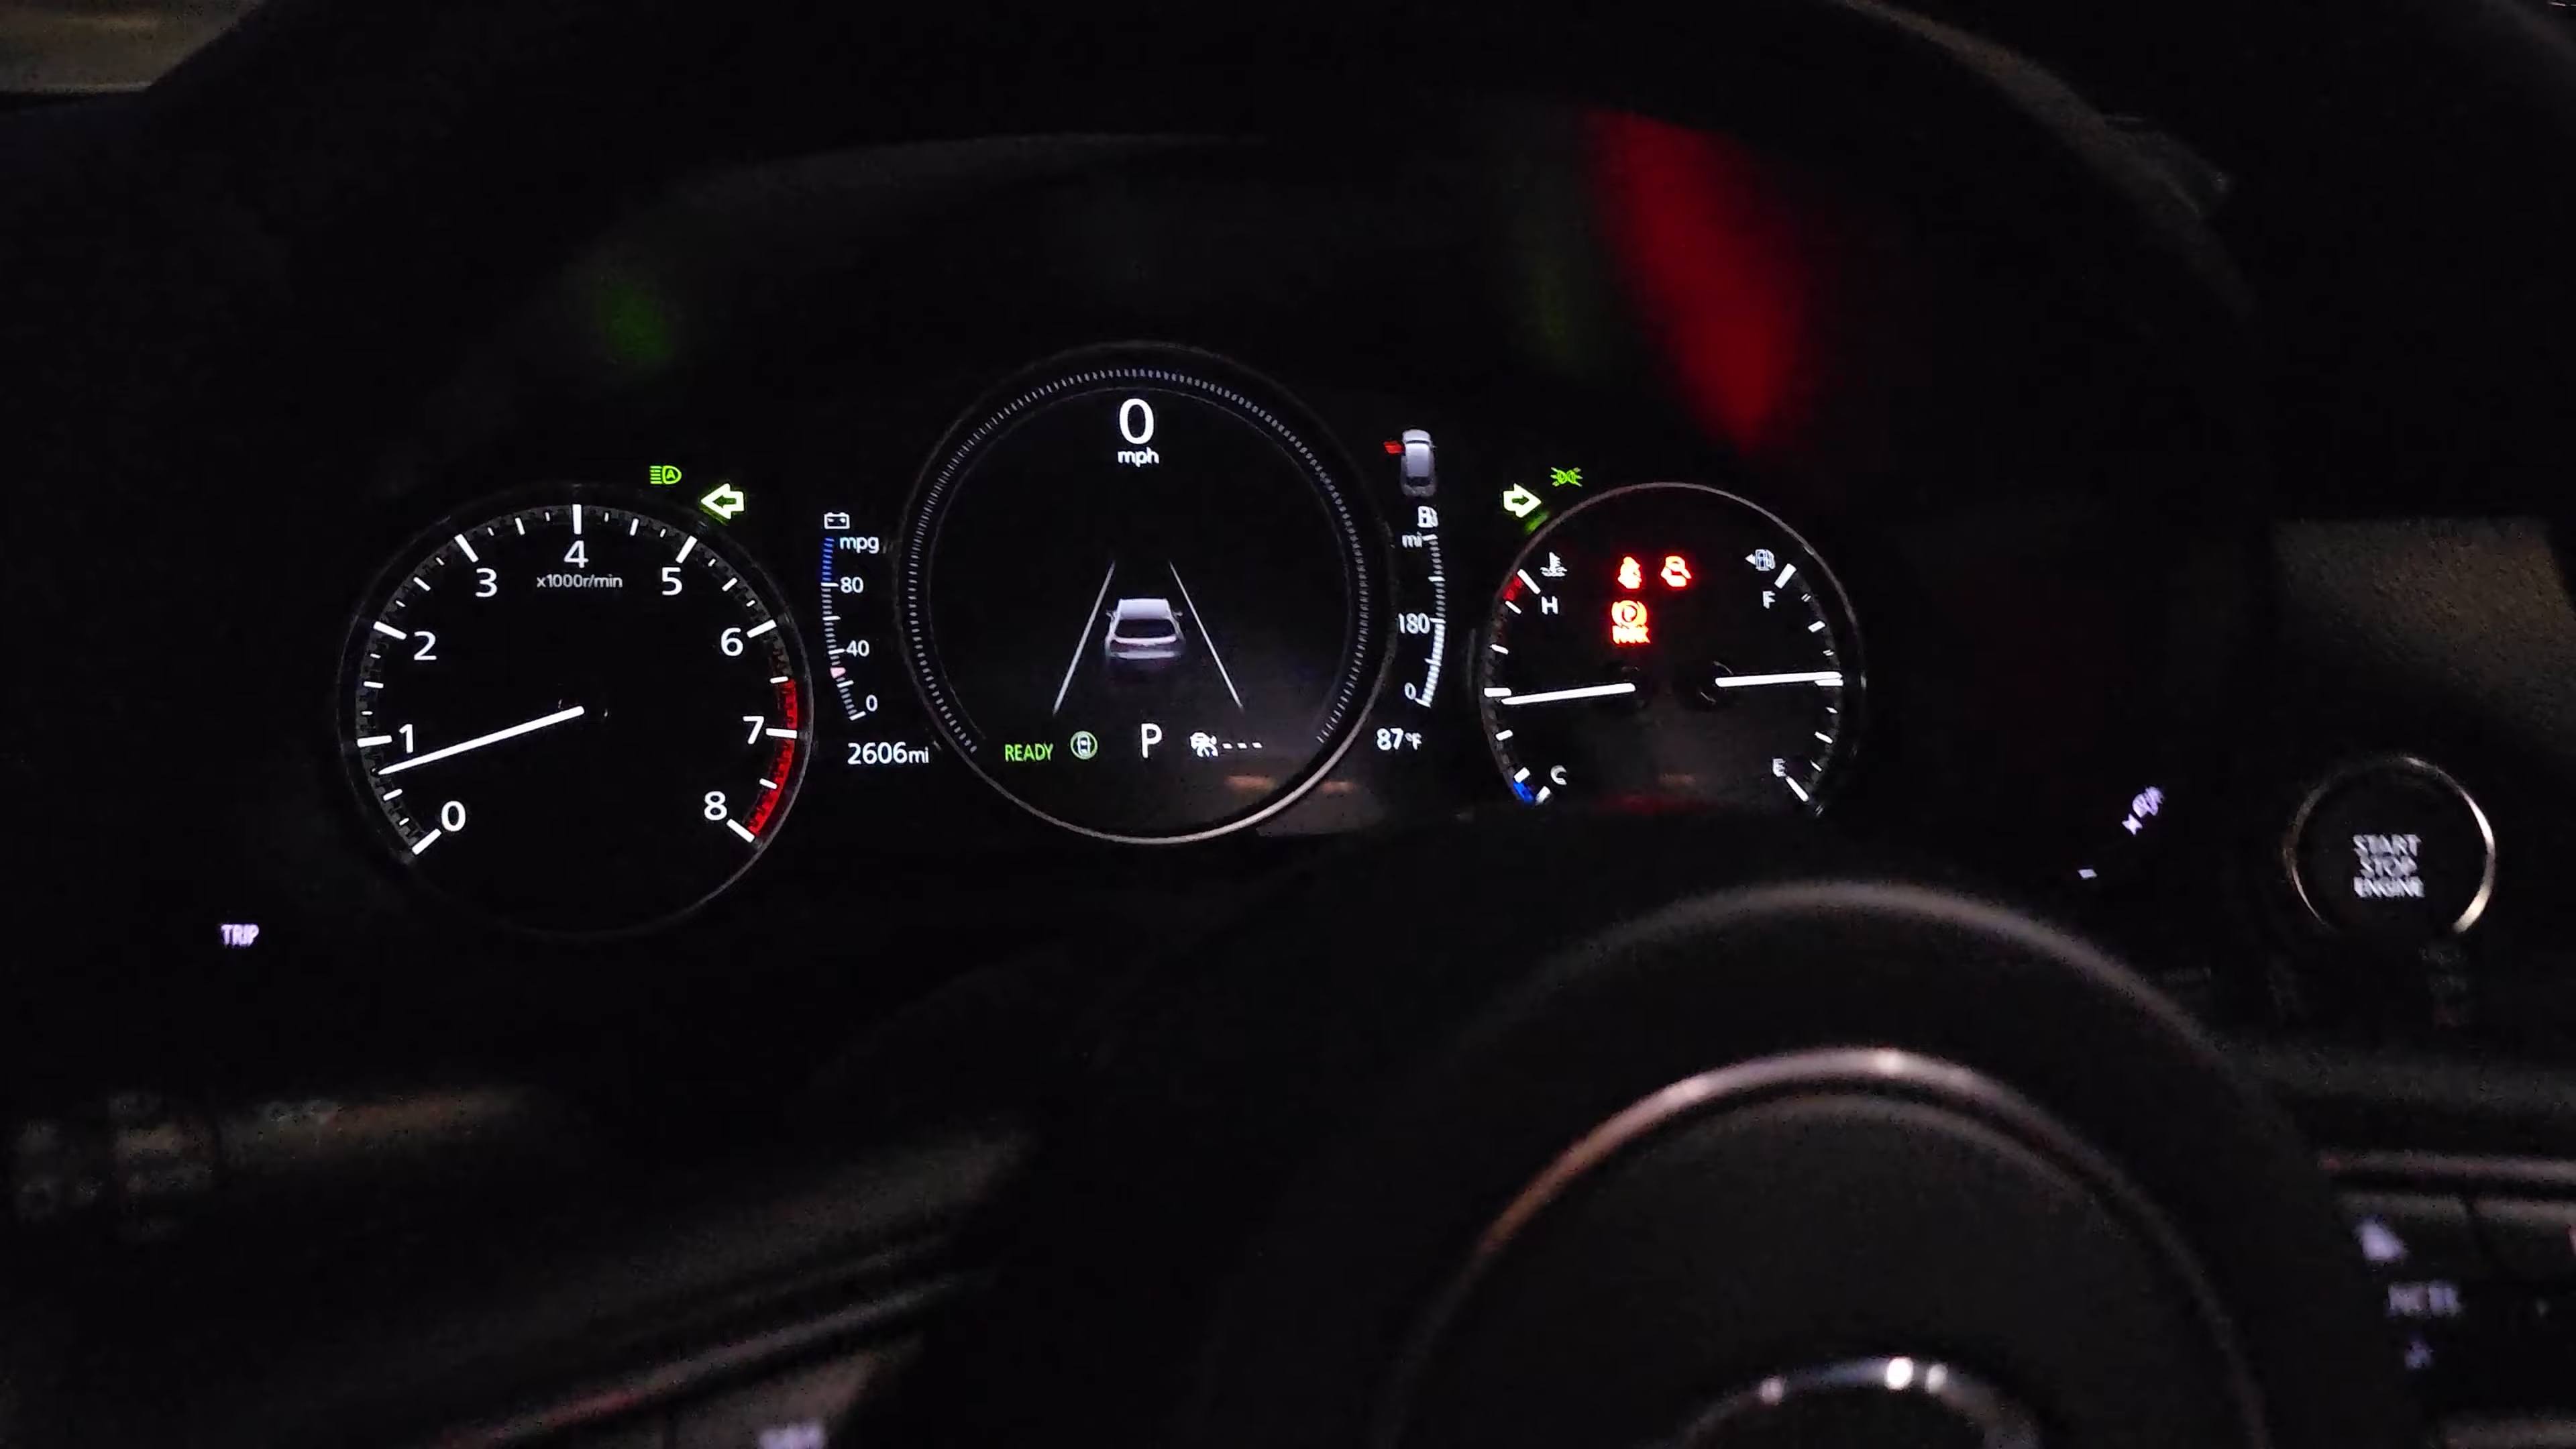 0
mph
4
x1000r/min
3
5
2
6
1
7
0
8
mpg
80
40
0
2606mi
READY
P
---
mi
180
0
87°F
H
F
C
E
TRIP
START
STOP
ENGINE